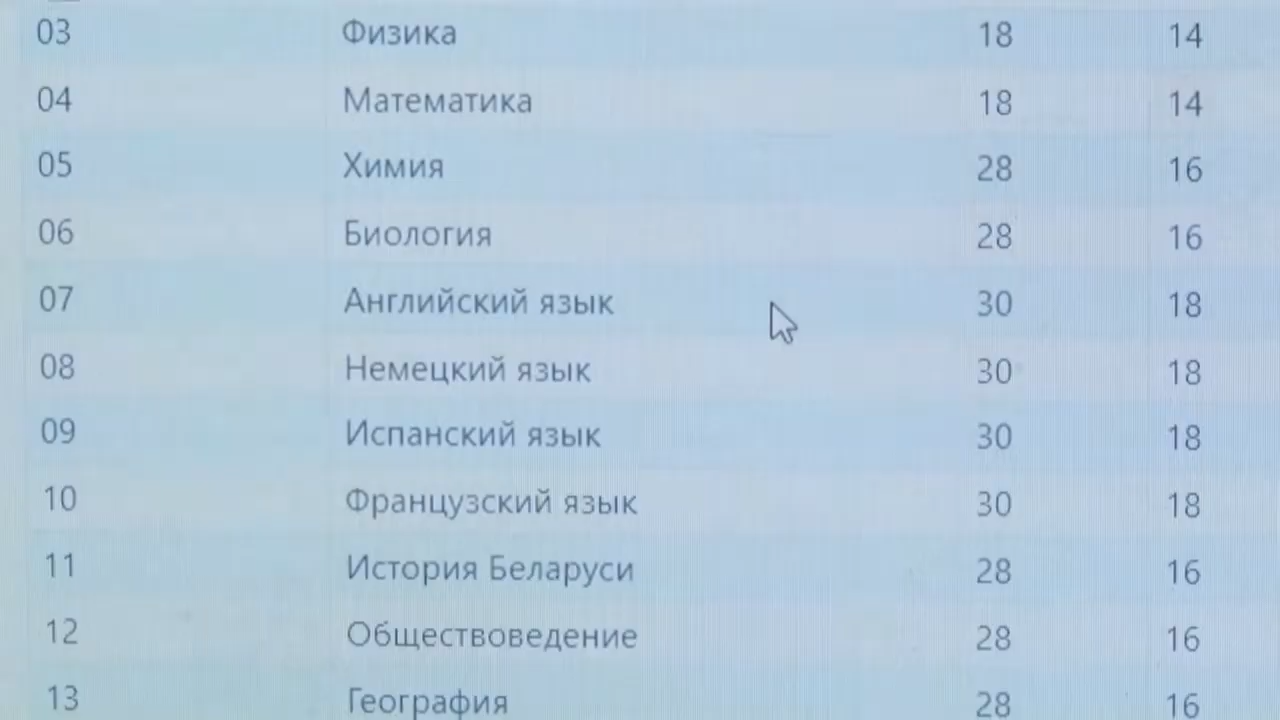 03 Физика 18 14
04 Математика 18 14
05 Химия 28 16
06 Биология 28 16
07 Английский язык 30 18
08 Немецкий язык 30 18
09 Испанский язык 30 18
10 Французский язык 30 18
11 История Беларуси 28 16
12 Обществоведение 28 16
13 География 28 16